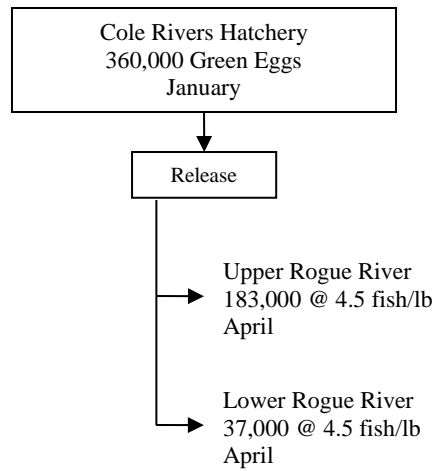 Cole Rivers Hatchery
360,000 Green Eggs
January
Release
Upper Rogue River
183,000 @ 4.5 fish/lb
April
Lower Rogue River
37,000 @ 4.5 fish/lb
April